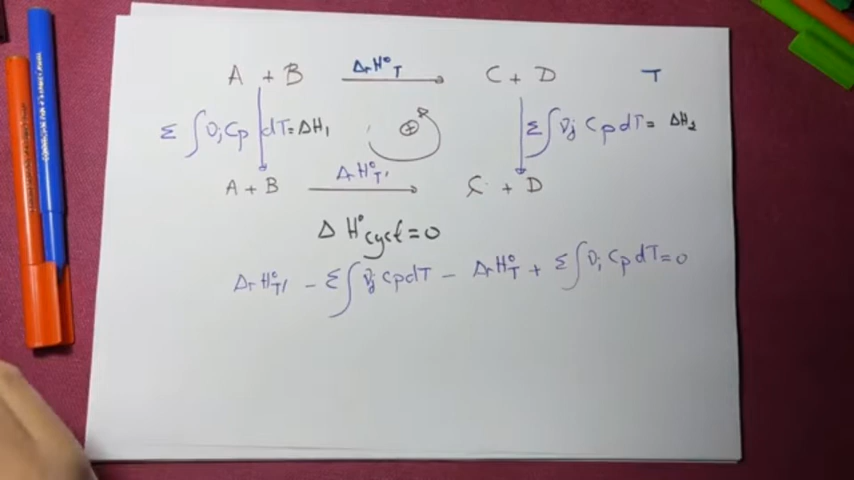 A + B ΔrH°T C + D T
Σ∫νi Cp dT = ΔH1 ⊕ Σ∫νj Cp dT = ΔH2
A + B ΔrH°T' C + D
ΔH°cycle = 0
ΔrH°T' - Σ∫νj Cp dT - ΔrH°T + Σ∫νi Cp dT = 0